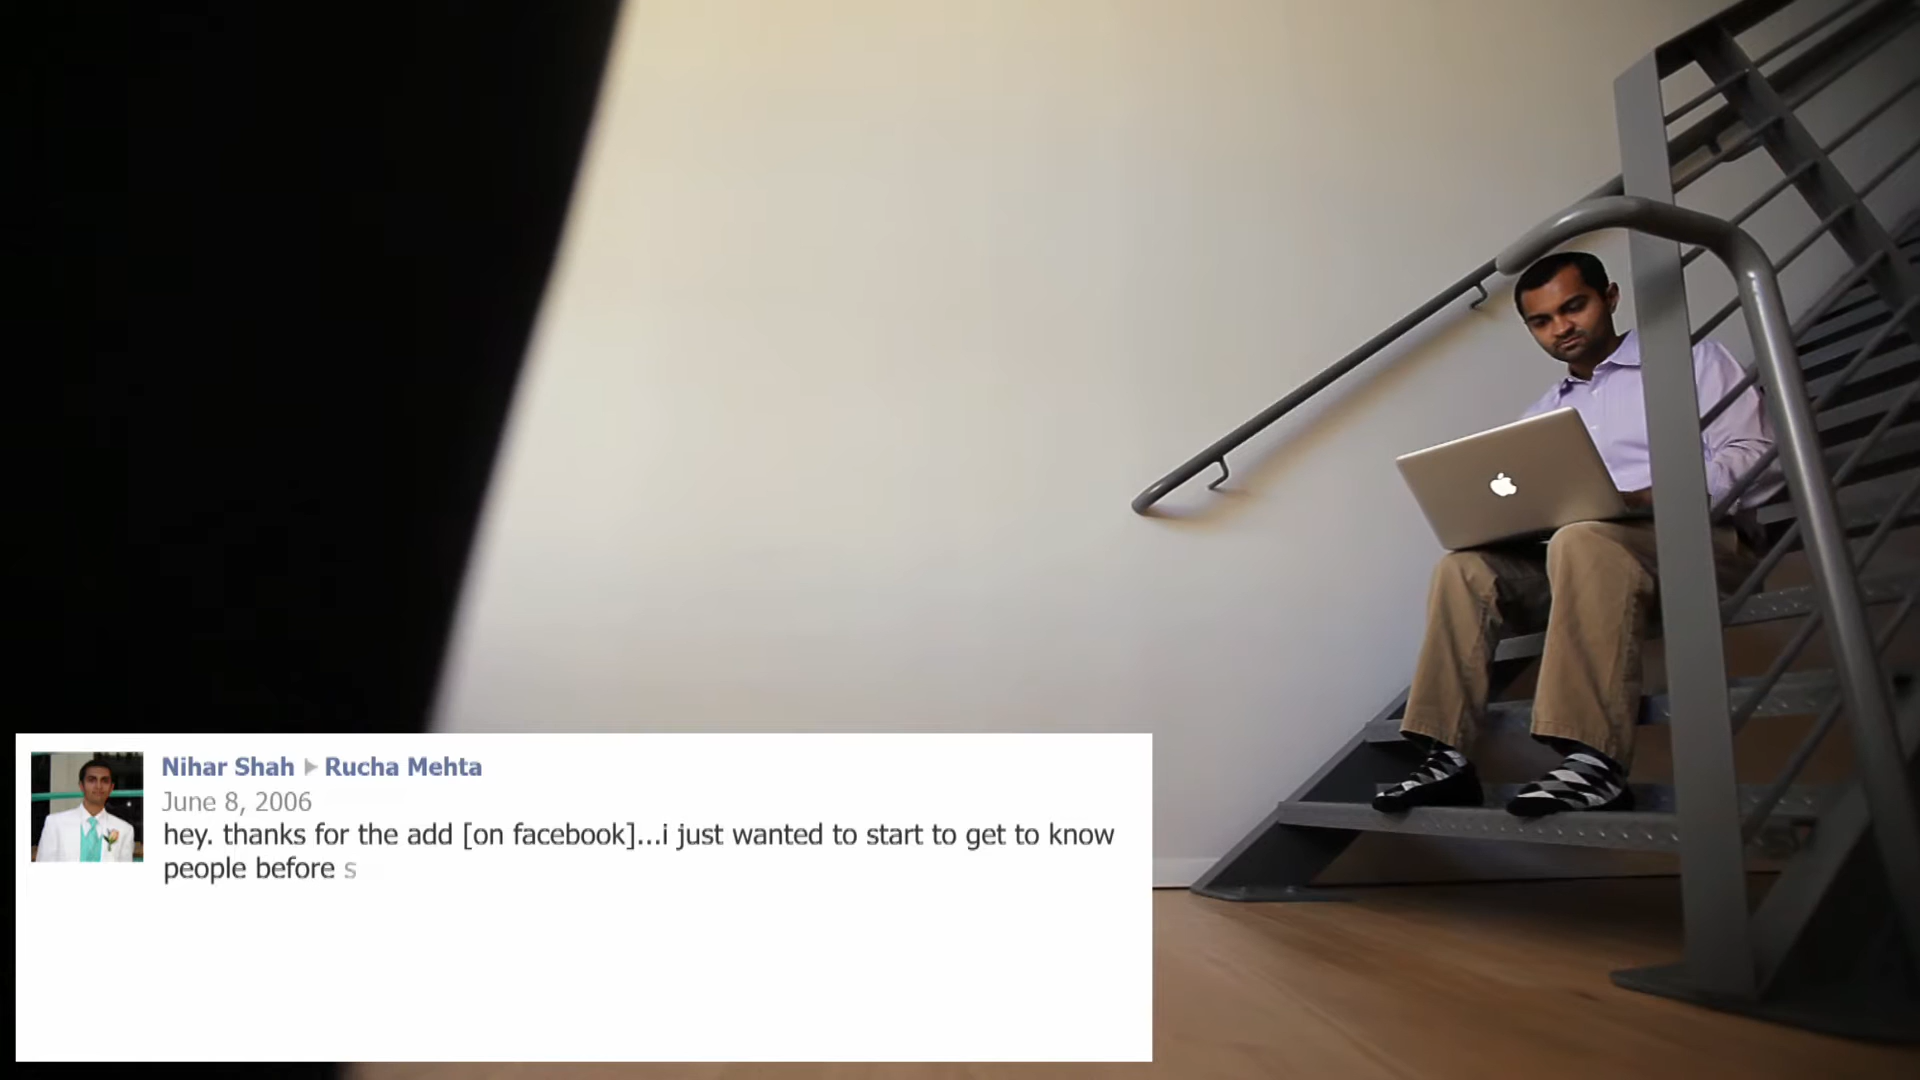 Nihar Shah ▸ Rucha Mehta
June 8, 2006
hey. thanks for the add [on facebook]...i just wanted to start to get to know
people before s